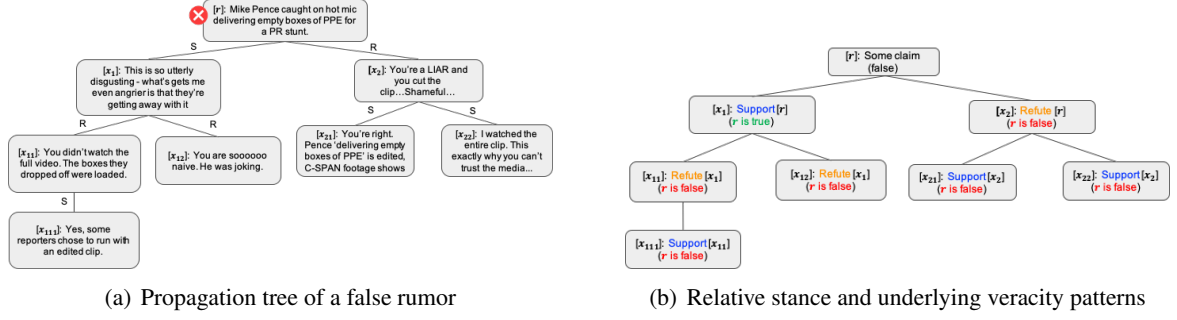 [r]: Mike Pence caught on hot mic
delivering empty boxes of PPE for
a PR stunt.
S
R
[x1]: This is so utterly
disgusting - what's gets me
even angrier is that they're
getting away with it
[x2]: You're a LIAR and
you cut the
clip…Shameful…
R
R
S
S
[x11]: You didn't watch the
full video. The boxes they
dropped off were loaded.
[x12]: You are soooooo
naive. He was joking.
[x21]: You're right.
Pence 'delivering empty
boxes of PPE' is edited,
C-SPAN footage shows
[x22]: I watched the
entire clip. This
exactly why you can't
trust the media...
S
[x111]: Yes, some
reporters chose to run with
an edited clip.
(a) Propagation tree of a false rumor
[r]: Some claim
(false)
[x1]: Support[r]
(r is true)
[x2]: Refute [r]
(r is false)
[x11]: Refute [x1]
(r is false)
[x12]: Refute [x1]
(r is false)
[x21]: Support[x2]
(r is false)
[x22]: Support[x2]
(r is false)
[x111]: Support[x11]
(r is false)
(b) Relative stance and underlying veracity patterns